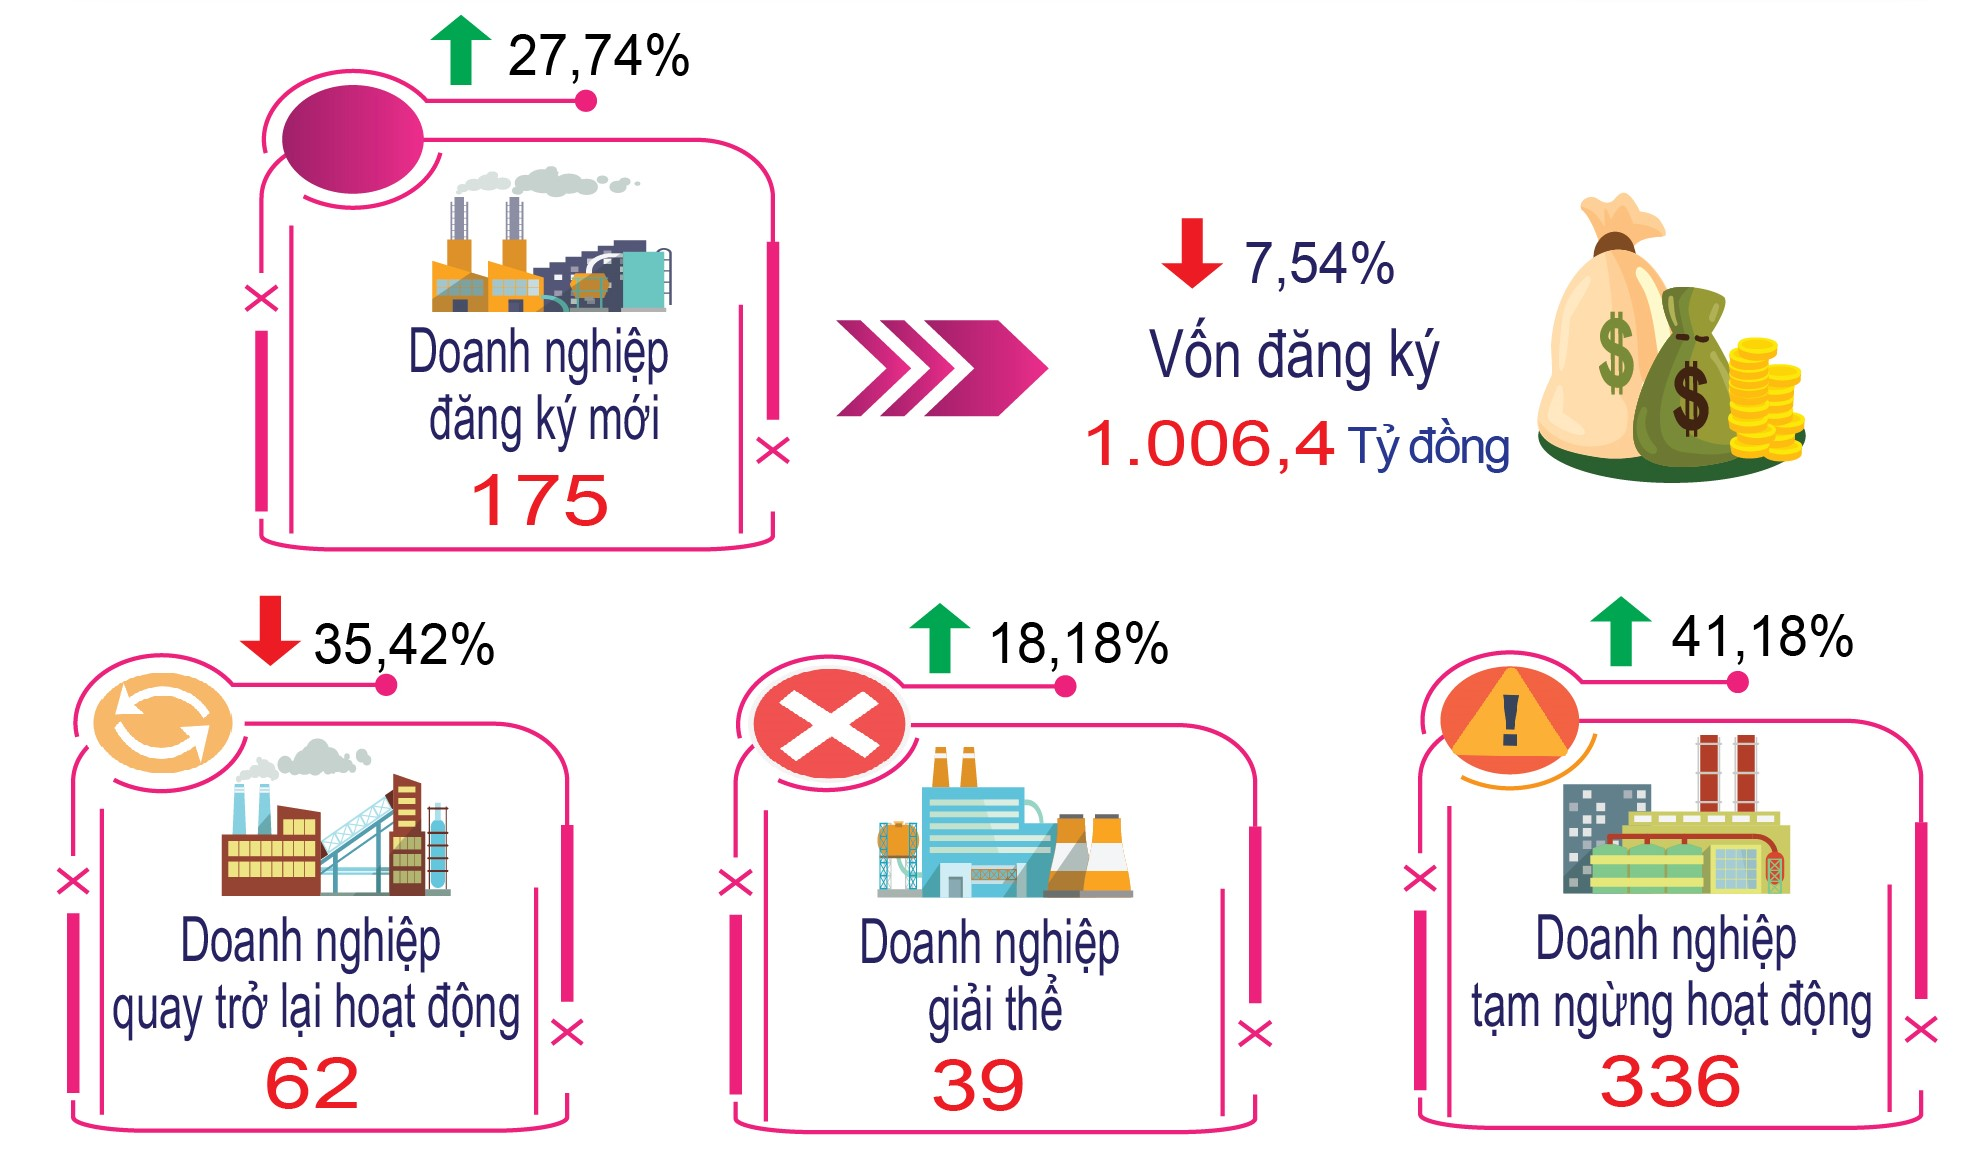 27,74%
Doanh nghiệp
đăng ký mới
175
7,54%
Vốn đăng ký
1.006,4 Tỷ đồng
$
$
35,42%
Doanh nghiệp
quay trở lại hoạt động
62
18,18%
Doanh nghiệp
giải thể
39
41,18%
!
Doanh nghiệp
tạm ngừng hoạt động
336